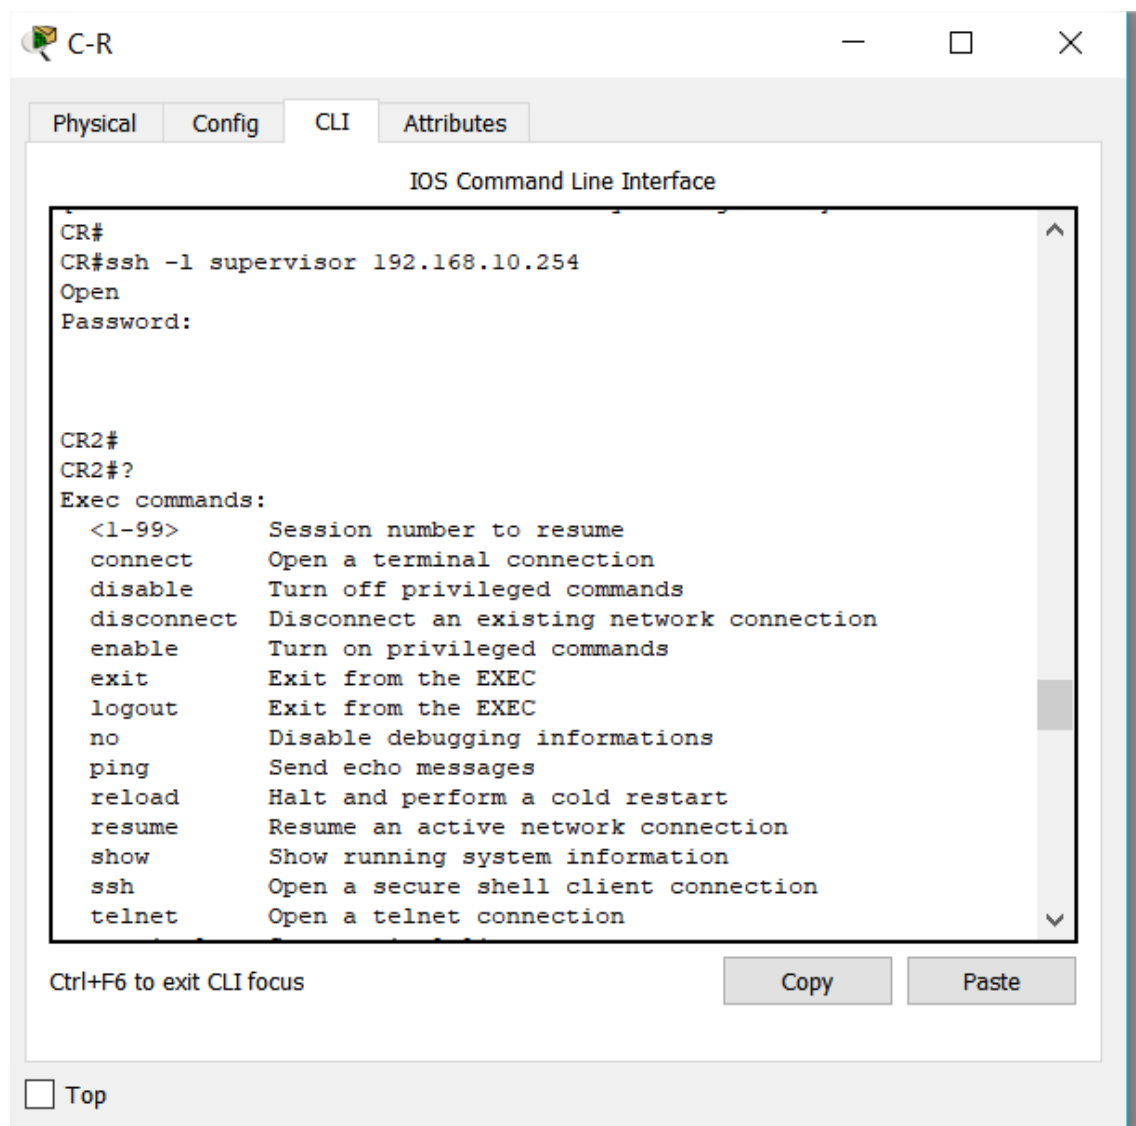 C-R
Physical Config CLI Attributes
IOS Command Line Interface
CR#
CR#ssh -l supervisor 192.168.10.254
Open
Password:
CR2#
CR2#?
Exec commands:
<1-99> Session number to resume
connect Open a terminal connection
disable Turn off privileged commands
disconnect Disconnect an existing network connection
enable Turn on privileged commands
exit Exit from the EXEC
logout Exit from the EXEC
no Disable debugging informations
ping Send echo messages
reload Halt and perform a cold restart
resume Resume an active network connection
show Show running system information
ssh Open a secure shell client connection
telnet Open a telnet connection
Ctrl+F6 to exit CLI focus
Copy Paste
Top